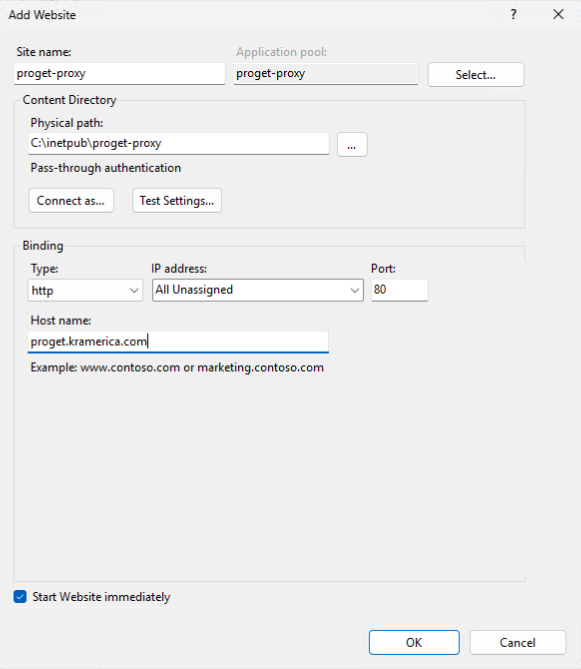 Add Website
?
Site name:
Application pool:
proget-proxy
proget-proxy
Select...
Content Directory
Physical path:
C:\inetpub\proget-proxy
...
Pass-through authentication
Connect as...
Test Settings...
Binding
Type:
IP address:
Port:
http
All Unassigned
80
Host name:
proget.kramerica.com
Example: www.contoso.com or marketing.contoso.com
Start Website immediately
OK
Cancel